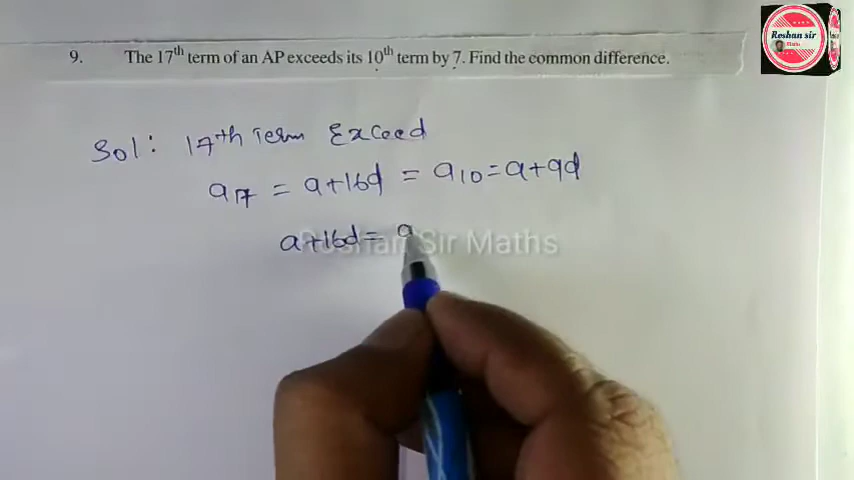 Roshan sir
Maths
9. The 17th term of an AP exceeds its 10th term by 7. Find the common difference.
Sol: 17th Term Exceed
a17 = a+16d = a10 = a+9d
a+16d = a
Roshan Sir Maths